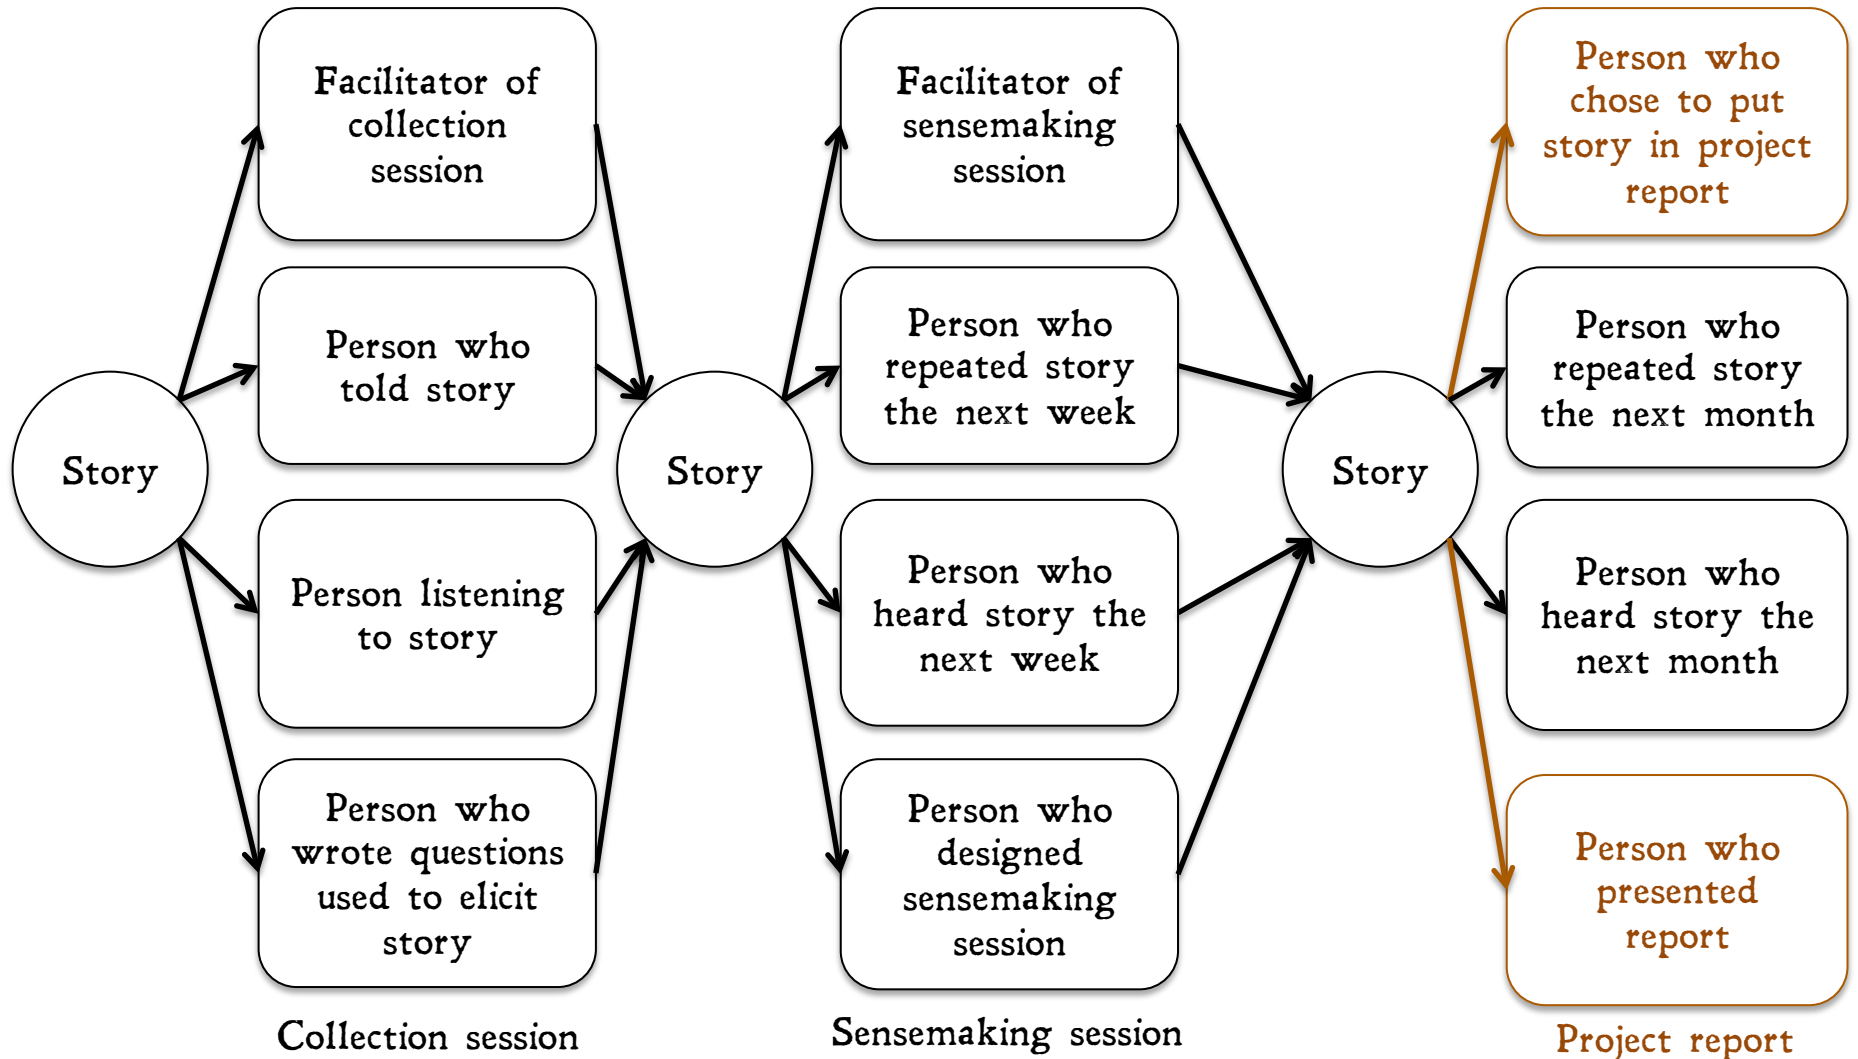 Story
Facilitator of
collection
session
Person who
told story
Person listening
to story
Person who
wrote questions
used to elicit
story
Collection session
Story
Facilitator of
sensemaking
session
Person who
repeated story
the next week
Person who
heard story the
next week
Person who
designed
sensemaking
session
Sensemaking session
Story
Person who
chose to put
story in project
report
Person who
repeated story
the next month
Person who
heard story the
next month
Person who
presented
report
Project report